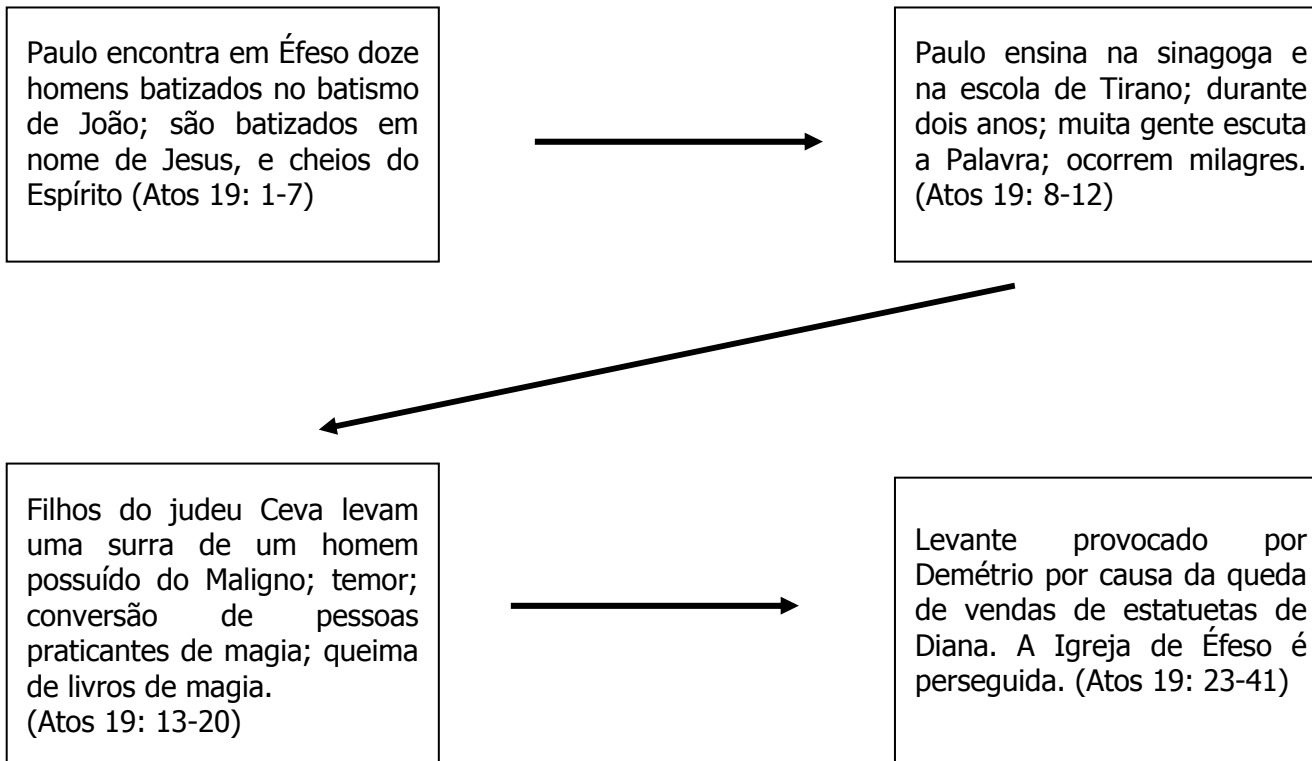 Paulo encontra em Éfeso doze
homens batizados no batismo
de João; são batizados em
nome de Jesus, e cheios do
Espírito (Atos 19: 1-7)
Paulo ensina na sinagoga e
na escola de Tirano; durante
dois anos; muita gente escuta
a Palavra; ocorrem milagres.
(Atos 19: 8-12)
Filhos do judeu Ceva levam
uma surra de um homem
possuído do Maligno; temor;
conversão de pessoas
praticantes de magia; queima
de livros de magia.
(Atos 19: 13-20)
Levante provocado por
Demétrio por causa da queda
de vendas de estatuetas de
Diana. A Igreja de Éfeso é
perseguida. (Atos 19: 23-41)